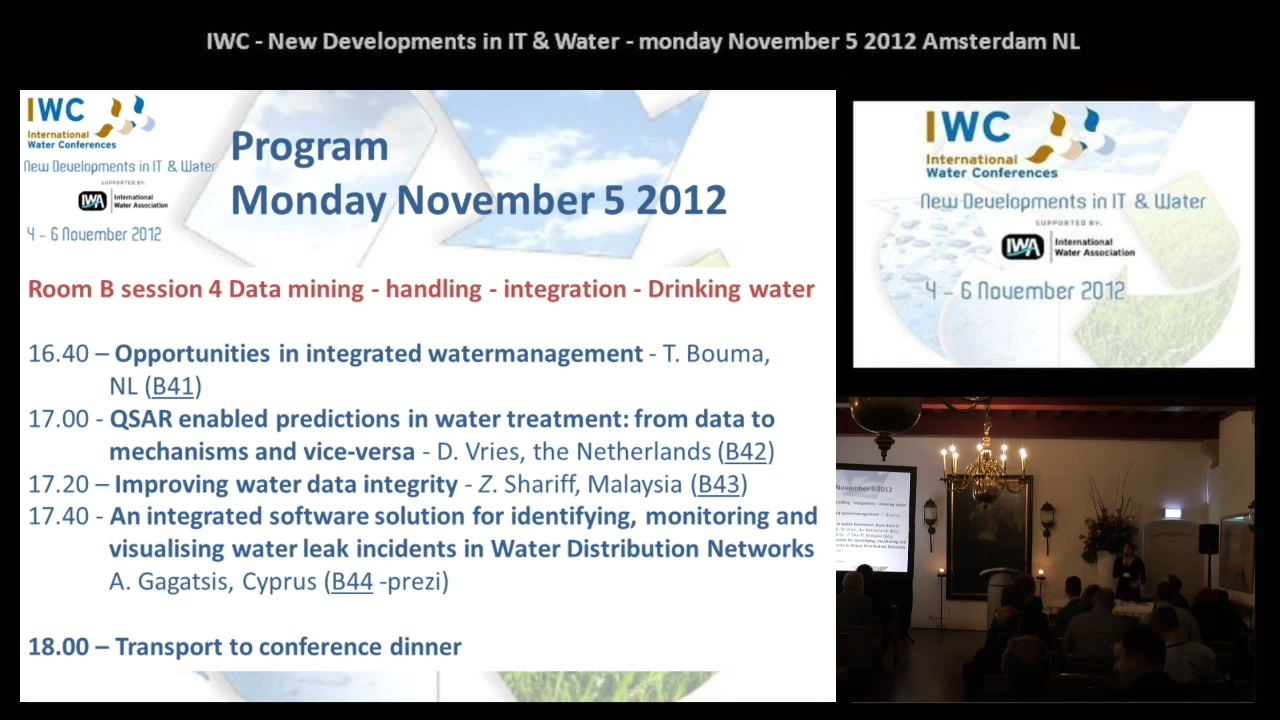 IWC - New Developments in IT & Water - monday November 5 2012 Amsterdam NL
IWC
International
Water Conferences
New Developments in IT & Water
SUPPORTED BY:
IWA
International
Water Association
4 – 6 November 2012
Program
Monday November 5 2012
Room B session 4 Data mining - handling - integration - Drinking water
16.40 – Opportunities in integrated watermanagement - T. Bouma,
NL (B41)
17.00 - QSAR enabled predictions in water treatment: from data to
mechanisms and vice-versa - D. Vries, the Netherlands (B42)
17.20 – Improving water data integrity - Z. Shariff, Malaysia (B43)
17.40 - An integrated software solution for identifying, monitoring and
visualising water leak incidents in Water Distribution Networks
A. Gagatsis, Cyprus (B44 -prezi)
18.00 – Transport to conference dinner
IWC
International
Water Conferences
New Developments in IT & Water
SUPPORTED BY:
IWA
International
Water Association
4 – 6 November 2012
November 5 2012